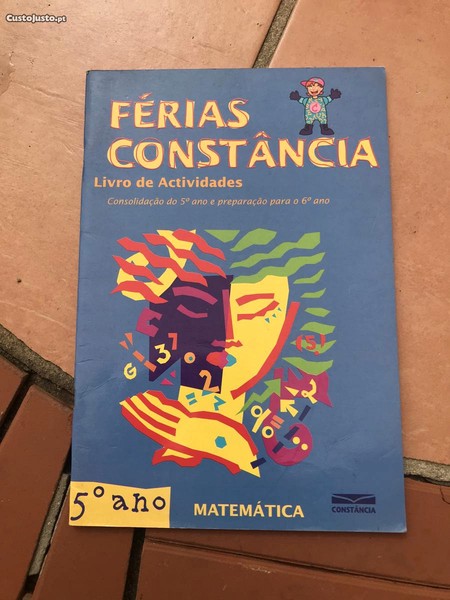 CustoJusto.pt
FÉRIAS
CONSTÂNCIA
Livro de Actividades
Consolidação do 5º ano e preparação para o 6º ano
5º ano
MATEMÁTICA
CONSTÂNCIA